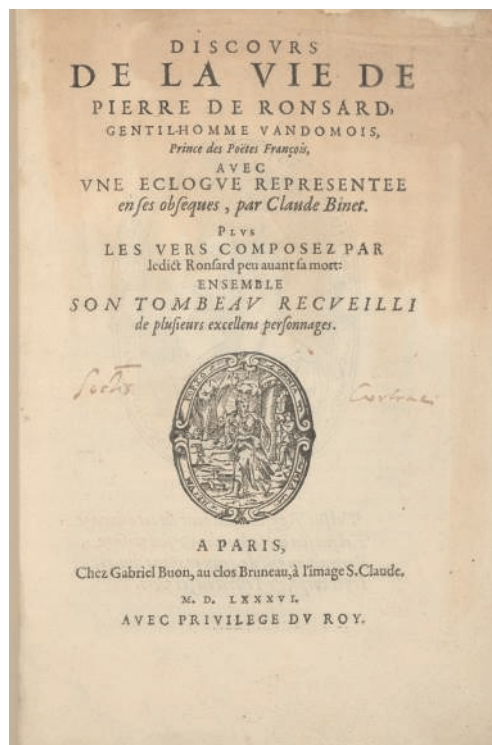 DISCOVRS
DE LA VIE DE
PIERRE DE RONSARD,
GENTIL-HOMME VANDOMOIS,
Prince des Poëtes François,
AVEC
VNE ECLOGVE REPRESENTEE
en ſes obſeques, par Claude Binet.
PLVS
LES VERS COMPOSEZ PAR
ledict Ronſard peu auant ſa mort:
ENSEMBLE
SON TOMBEAV RECVEILLI
de pluſieurs excellens perſonnages.
A PARIS,
Chez Gabriel Buon, au clos Bruneau, à l'image S. Claude.
M. D. LXXXVI.
AVEC PRIVILEGE DV ROY.